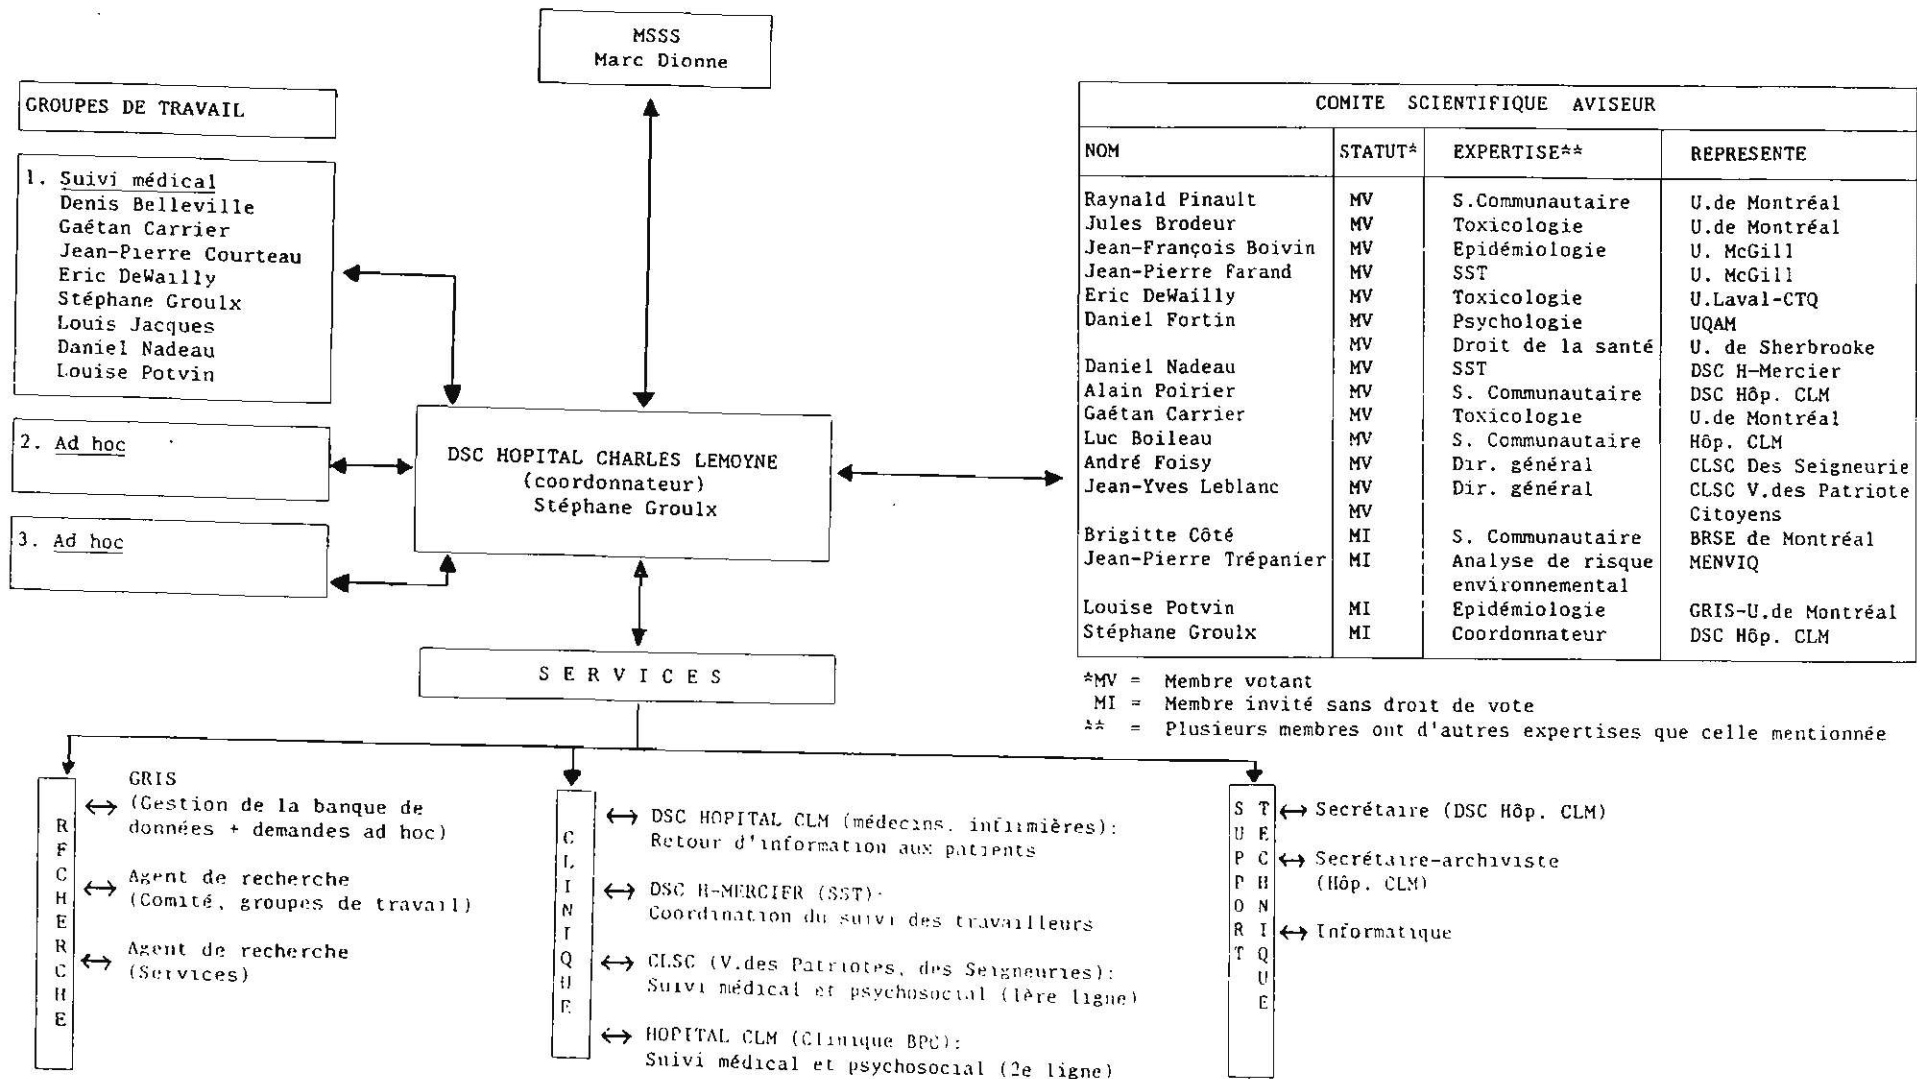 MSSS
Marc Dionne
GROUPES DE TRAVAIL
1. Suivi médical
Denis Belleville
Gaétan Carrier
Jean-Pierre Courteau
Eric DeWailly
Stéphane Groulx
Louis Jacques
Daniel Nadeau
Louise Potvin
2. Ad hoc
3. Ad hoc
DSC HOPITAL CHARLES LEMOYNE
(coordonnateur)
Stéphane Groulx
COMITE SCIENTIFIQUE AVISEUR
NOM STATUT* EXPERTISE** REPRESENTE
Raynald Pinault MV S.Communautaire U.de Montréal
Jules Brodeur MV Toxicologie U.de Montréal
Jean-François Boivin MV Epidémiologie U. McGill
Jean-Pierre Farand MV SST U. McGill
Eric DeWailly MV Toxicologie U.Laval-CTQ
Daniel Fortin MV Psychologie UQAM
MV Droit de la santé U. de Sherbrooke
Daniel Nadeau MV SST DSC H-Mercier
Alain Poirier MV S. Communautaire DSC Hôp. CLM
Gaétan Carrier MV Toxicologie U.de Montréal
Luc Boileau MV S. Communautaire Hôp. CLM
André Foisy MV Dir. général CLSC Des Seigneurie
Jean-Yves Leblanc MV Dir. général CLSC V.des Patriote
MV Citoyens
Brigitte Côté MI S. Communautaire BRSE de Montréal
Jean-Pierre Trépanier MI Analyse de risque MENVIQ
environnemental
Louise Potvin MI Epidémiologie GRIS-U.de Montréal
Stéphane Groulx MI Coordonnateur DSC Hôp. CLM
*MV = Membre votant
MI = Membre invité sans droit de vote
** = Plusieurs membres ont d'autres expertises que celle mentionnée
SERVICES
RECHERCHE
GRIS
(Gestion de la banque de
données + demandes ad hoc)
Agent de recherche
(Comité, groupes de travail)
Agent de recherche
(Services)
CLINIQUE
DSC HOPITAL CLM (médecins, infirmières):
Retour d'information aux patients
DSC H-MERCIER (SST):
Coordination du suivi des travailleurs
CLSC (V.des Patriotes, des Seigneuries):
Suivi médical et psychosocial (1ère ligne)
HOPITAL CLM (Clinique BPC):
Suivi médical et psychosocial (2e ligne)
SUPPORT
TECHNIQUE
Secrétaire (DSC Hôp. CLM)
Secrétaire-archiviste
(Hôp. CLM)
Informatique